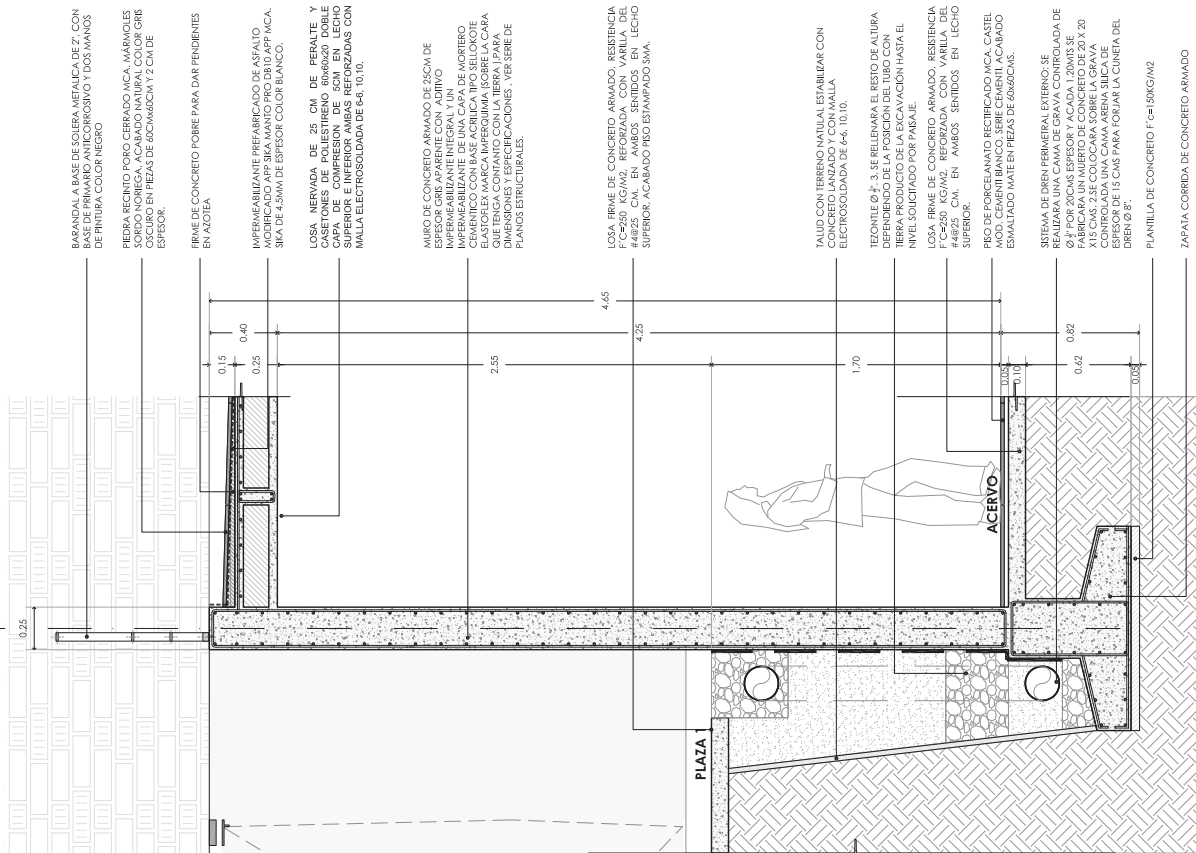 BARANDAL A BASE DE SOLERA METALICA DE 2", CON
BASE DE PRIMARIO ANTICORROSIVO Y DOS MANOS
DE PINTURA COLOR NEGRO
PIEDRA RECINTO PORO CERRADO MCA. MÁRMOLES
SORDO NORIEGA, ACABADO NATURAL COLOR GRIS
OSCURO EN PIEZAS DE 60CMx60CM Y 2 CM DE
ESPESOR.
FIRME DE CONCRETO POBRE PARA DAR PENDIENTES
EN AZOTEA
IMPERMEABILIZANTE PREFABRICADO DE ASFALTO
MODIFICADO APP SIKA MANTO PRO DB10 APP MCA.
SIKA DE 4.5MM DE ESPESOR COLOR BLANCO.
LOSA NERVADA DE 25 CM DE PERALTE Y
CASETONES DE POLIESTIRENO 60x60x20 DOBLE
CAPA DE COMPRESION DE 5CM EN LECHO
SUPERIOR E INFERIOR AMBAS REFORZADAS CON
MALLA ELECTROSOLDADA DE 6-6, 10,10.
MURO DE CONCRETO ARMADO DE 25CM DE
ESPESOR GRIS APARENTE CON ADITIVO
IMPERMEABILIZANTE INTEGRAL Y UN
IMPERMEABILIZANTE DE UNA CAPA DE MORTERO
CEMENTICO CON BASE ACRILICA TIPO SELLOKOTE
ELASTOFLEX MARCA IMPERQUIMIA (SOBRE LA CARA
QUE TENGA CONTANTO CON LA TIERRA ).PARA
DIMENSIONES Y ESPECIFICACIONES . VER SERIE DE
PLANOS ESTRUCTURALES.
LOSA FIRME DE CONCRETO ARMADO, RESISTENCIA
F'C=250 KG/M2. REFORZADA CON VARILLA DEL
#4@25 CM. EN AMBOS SENTIDOS EN LECHO
SUPERIOR. ACABADO PISO ESTAMPADO SMA.
TALUD CON TERRENO NATULAL ESTABILIZAR CON
CONCRETO LANZADO Y CON MALLA
ELECTROSOLDADA DE 6-6, 10,10.
DEPENDIENDO DE LA POSICIÓN DEL TUBO CON
TIERRA PRODUCTO DE LA EXCAVACIÓN HASTA EL
NIVEL SOLICITADO POR PAISAJE.
LOSA FIRME DE CONCRETO ARMADO, RESISTENCIA
F'C=250 KG/M2. REFORZADA CON VARILLA DEL
#4@25 CM. EN AMBOS SENTIDOS EN LECHO
SUPERIOR.
PISO DE PORCELANATO RECTIFICADO MCA. CASTEL
MOD. CEMENTI BIANCO, SERIE CEMENTI, ACABADO
ESMALTADO MATE EN PIEZAS DE 60x60CMS.
SISTEMA DE DREN PERIMETRAL EXTERNO: SE
REALIZARA UNA CAMA DE GRAVA CONTROLADA DE
POR 20CMS ESPESOR Y ACADA 1.20MTS SE
FABRICARA UN MUERTO DE CONCRETO DE 20 X 20
X15 CMS. 2.SE COLOCARA SOBRE LA GRAVA
CONTROLADA UNA CAMA ARENA SILICA DE
ESPESOR DE 15 CMS PARA FORJAR LA CUNETA DEL
DREN Ø 8".
PLANTILLA DE CONCRETO F'c=150KG/M2
ZAPATA CORRIDA DE CONCRETO ARMADO
4.65
0.40
4.25
0.82
0.15
0.25
2.55
1.70
0.05
0.10
0.62
0.05
0.25
ACERVO
PLAZA 1